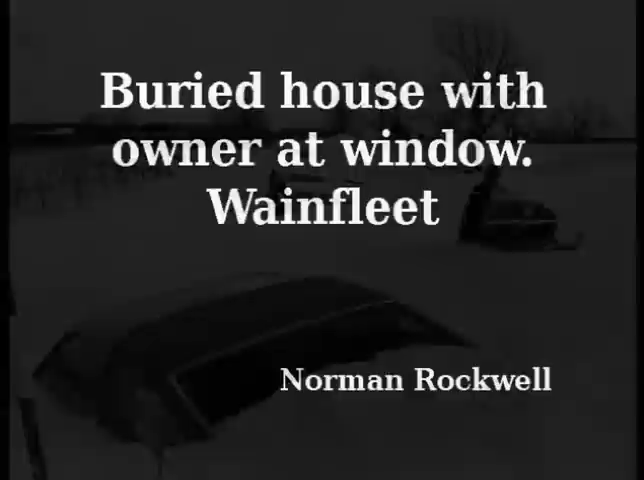 Buried house with
owner at window.
Wainfleet
Norman Rockwell